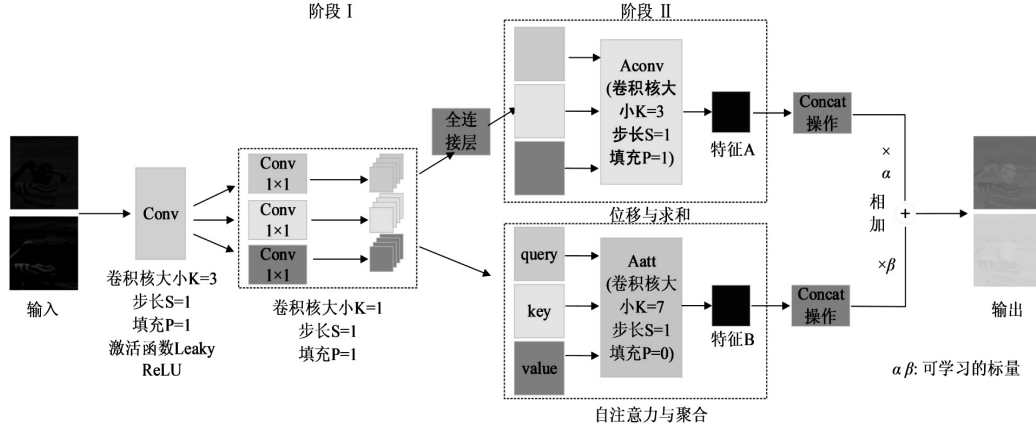 阶段 Ⅰ
阶段 Ⅱ
输入
Conv
卷积核大小K=3
步长S=1
填充P=1
激活函数Leaky
ReLU
Conv
1×1
Conv
1×1
Conv
1×1
卷积核大小K=1
步长S=1
填充P=1
全连
接层
Aconv
(卷积核大
小K=3
步长S=1
填充P=1)
特征A
位移与求和
Concat
操作
query
key
value
Aatt
(卷积核大
小K=7
步长S=1
填充P=0)
特征B
自注意力与聚合
Concat
操作
×
α
相
加
+
×β
输出
α β: 可学习的标量